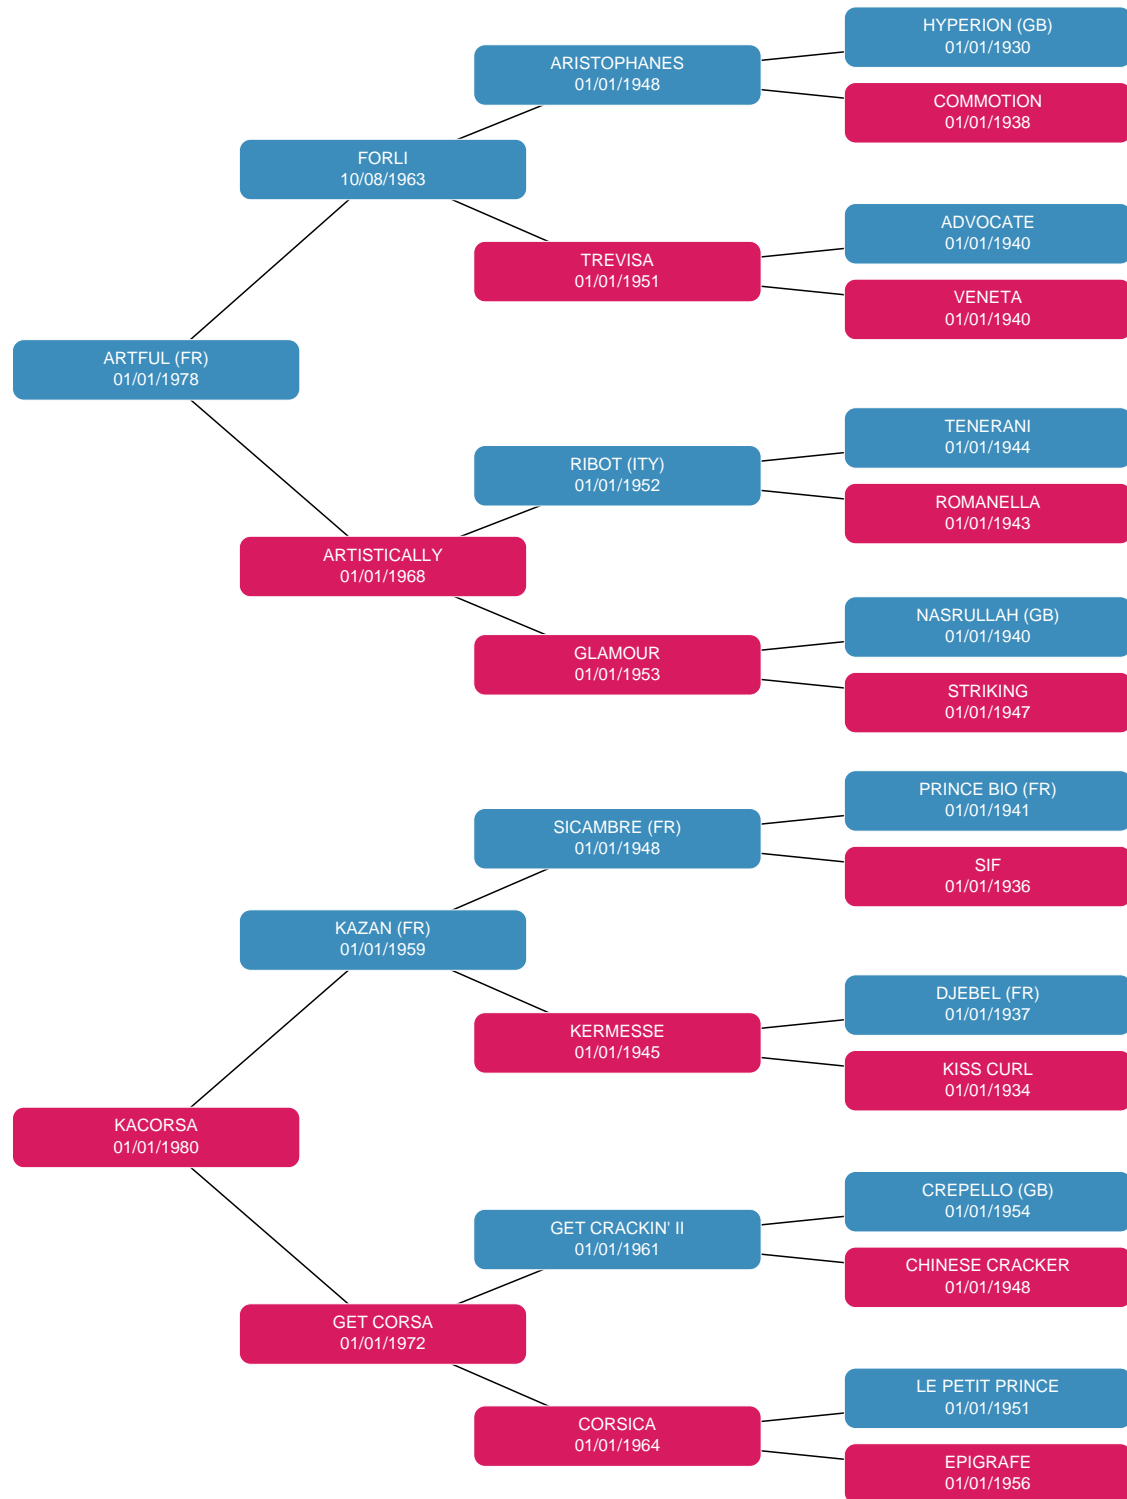 HYPERION (GB)
01/01/1930
ARISTOPHANES
01/01/1948
COMMOTION
01/01/1938
FORLI
10/08/1963
ADVOCATE
01/01/1940
TREVISA
01/01/1951
VENETA
01/01/1940
ARTFUL (FR)
01/01/1978
TENERANI
01/01/1944
RIBOT (ITY)
01/01/1952
ROMANELLA
01/01/1943
ARTISTICALLY
01/01/1968
NASRULLAH (GB)
01/01/1940
GLAMOUR
01/01/1953
STRIKING
01/01/1947
PRINCE BIO (FR)
01/01/1941
SICAMBRE (FR)
01/01/1948
SIF
01/01/1936
KAZAN (FR)
01/01/1959
DJEBEL (FR)
01/01/1937
KERMESSE
01/01/1945
KISS CURL
01/01/1934
KACORSA
01/01/1980
CREPELLO (GB)
01/01/1954
GET CRACKIN' II
01/01/1961
CHINESE CRACKER
01/01/1948
GET CORSA
01/01/1972
LE PETIT PRINCE
01/01/1951
CORSICA
01/01/1964
EPIGRAFE
01/01/1956